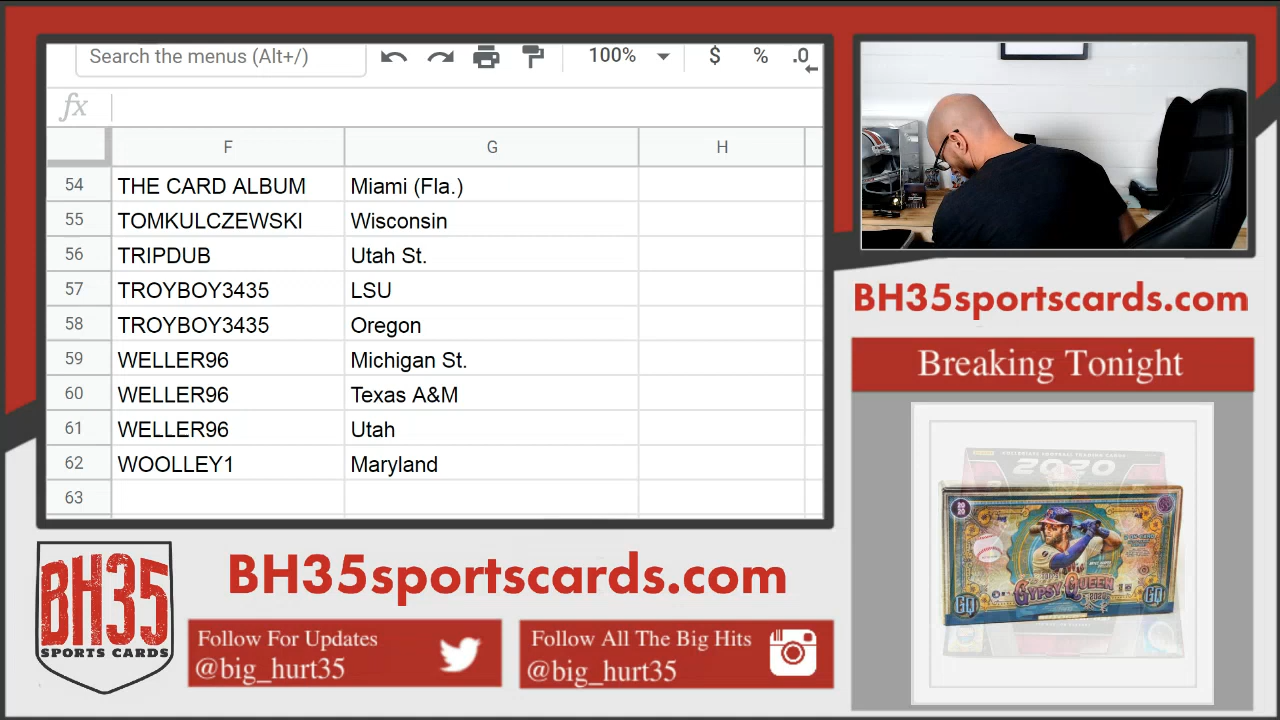 Search the menus (Alt+/)
100%
$ % .0
fx
F G H
54 THE CARD ALBUM Miami (Fla.)
55 TOMKULCZEWSKI Wisconsin
56 TRIPDUB Utah St.
57 TROYBOY3435 LSU
58 TROYBOY3435 Oregon
59 WELLER96 Michigan St.
60 WELLER96 Texas A&M
61 WELLER96 Utah
62 WOOLLEY1 Maryland
63
BH35sportscards.com
Breaking Tonight
2020
GYPSY QUEEN
GQ
GQ
BH35
SPORTS CARDS
BH35sportscards.com
Follow For Updates
@big_hurt35
Follow All The Big Hits
@big_hurt35